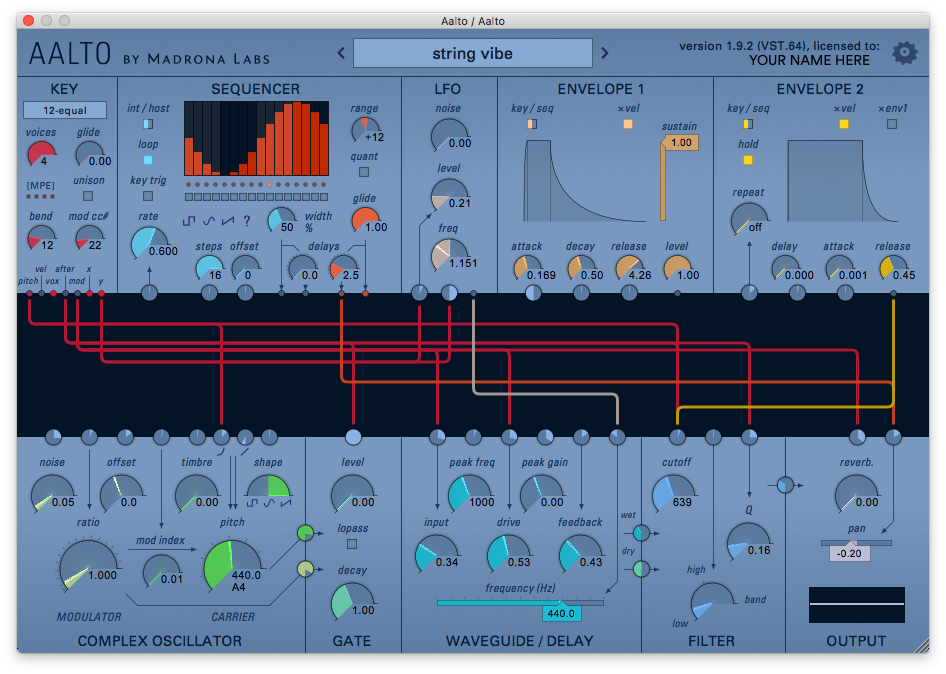 Aalto / Aalto
AALTO BY MADRONA LABS
string vibe
version 1.9.2 (VST.64), licensed to:
YOUR NAME HERE
KEY
12-equal
voices glide
4 0.00
[MPE] unison
bend mod cc#
12 22
vel after x
pitch vox mod y
SEQUENCER
int / host
loop
key trig
rate
0.600
range
+12
quant
glide
1.00
? 50 width %
steps offset delays
16 0 0.0 2.5
LFO
noise
0.00
level
0.21
freq
1.151
ENVELOPE 1
key / seq ×vel
sustain
1.00
attack decay release level
0.169 0.50 4.26 1.00
ENVELOPE 2
key / seq ×vel ×env1
hold
repeat
off
delay attack release
0.000 0.001 0.45
noise offset timbre shape
0.05 0.0 0.00
ratio mod index pitch
1.000 0.01 440.0
A4
MODULATOR CARRIER
COMPLEX OSCILLATOR
level
0.00
lopass
decay
1.00
GATE
peak freq peak gain
1000 0.00
input drive feedback
0.34 0.53 0.43
frequency (Hz)
440.0
WAVEGUIDE / DELAY
wet
dry
cutoff
639
Q
0.16
high
band
low
FILTER
reverb.
0.00
pan
-0.20
OUTPUT